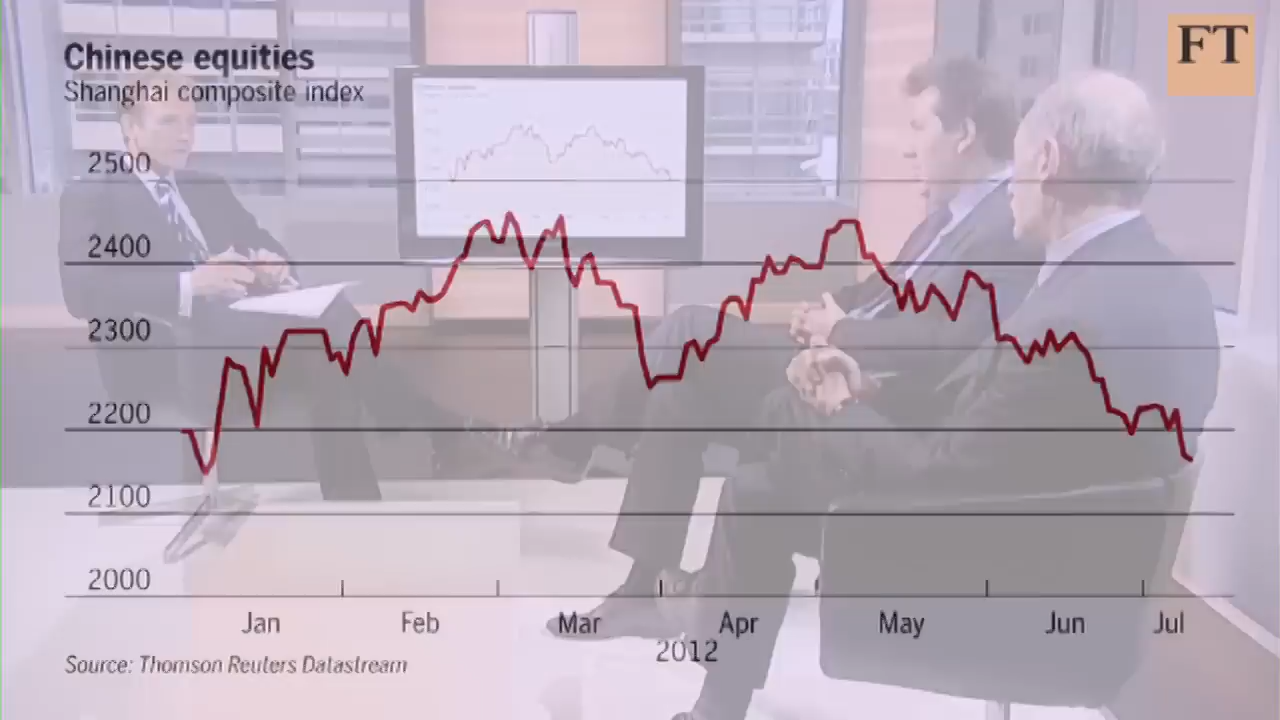 FT
Chinese equities
Shanghai composite index
2500
2400
2300
2200
2100
2000
Jan Feb Mar Apr May Jun Jul
2012
Source: Thomson Reuters Datastream